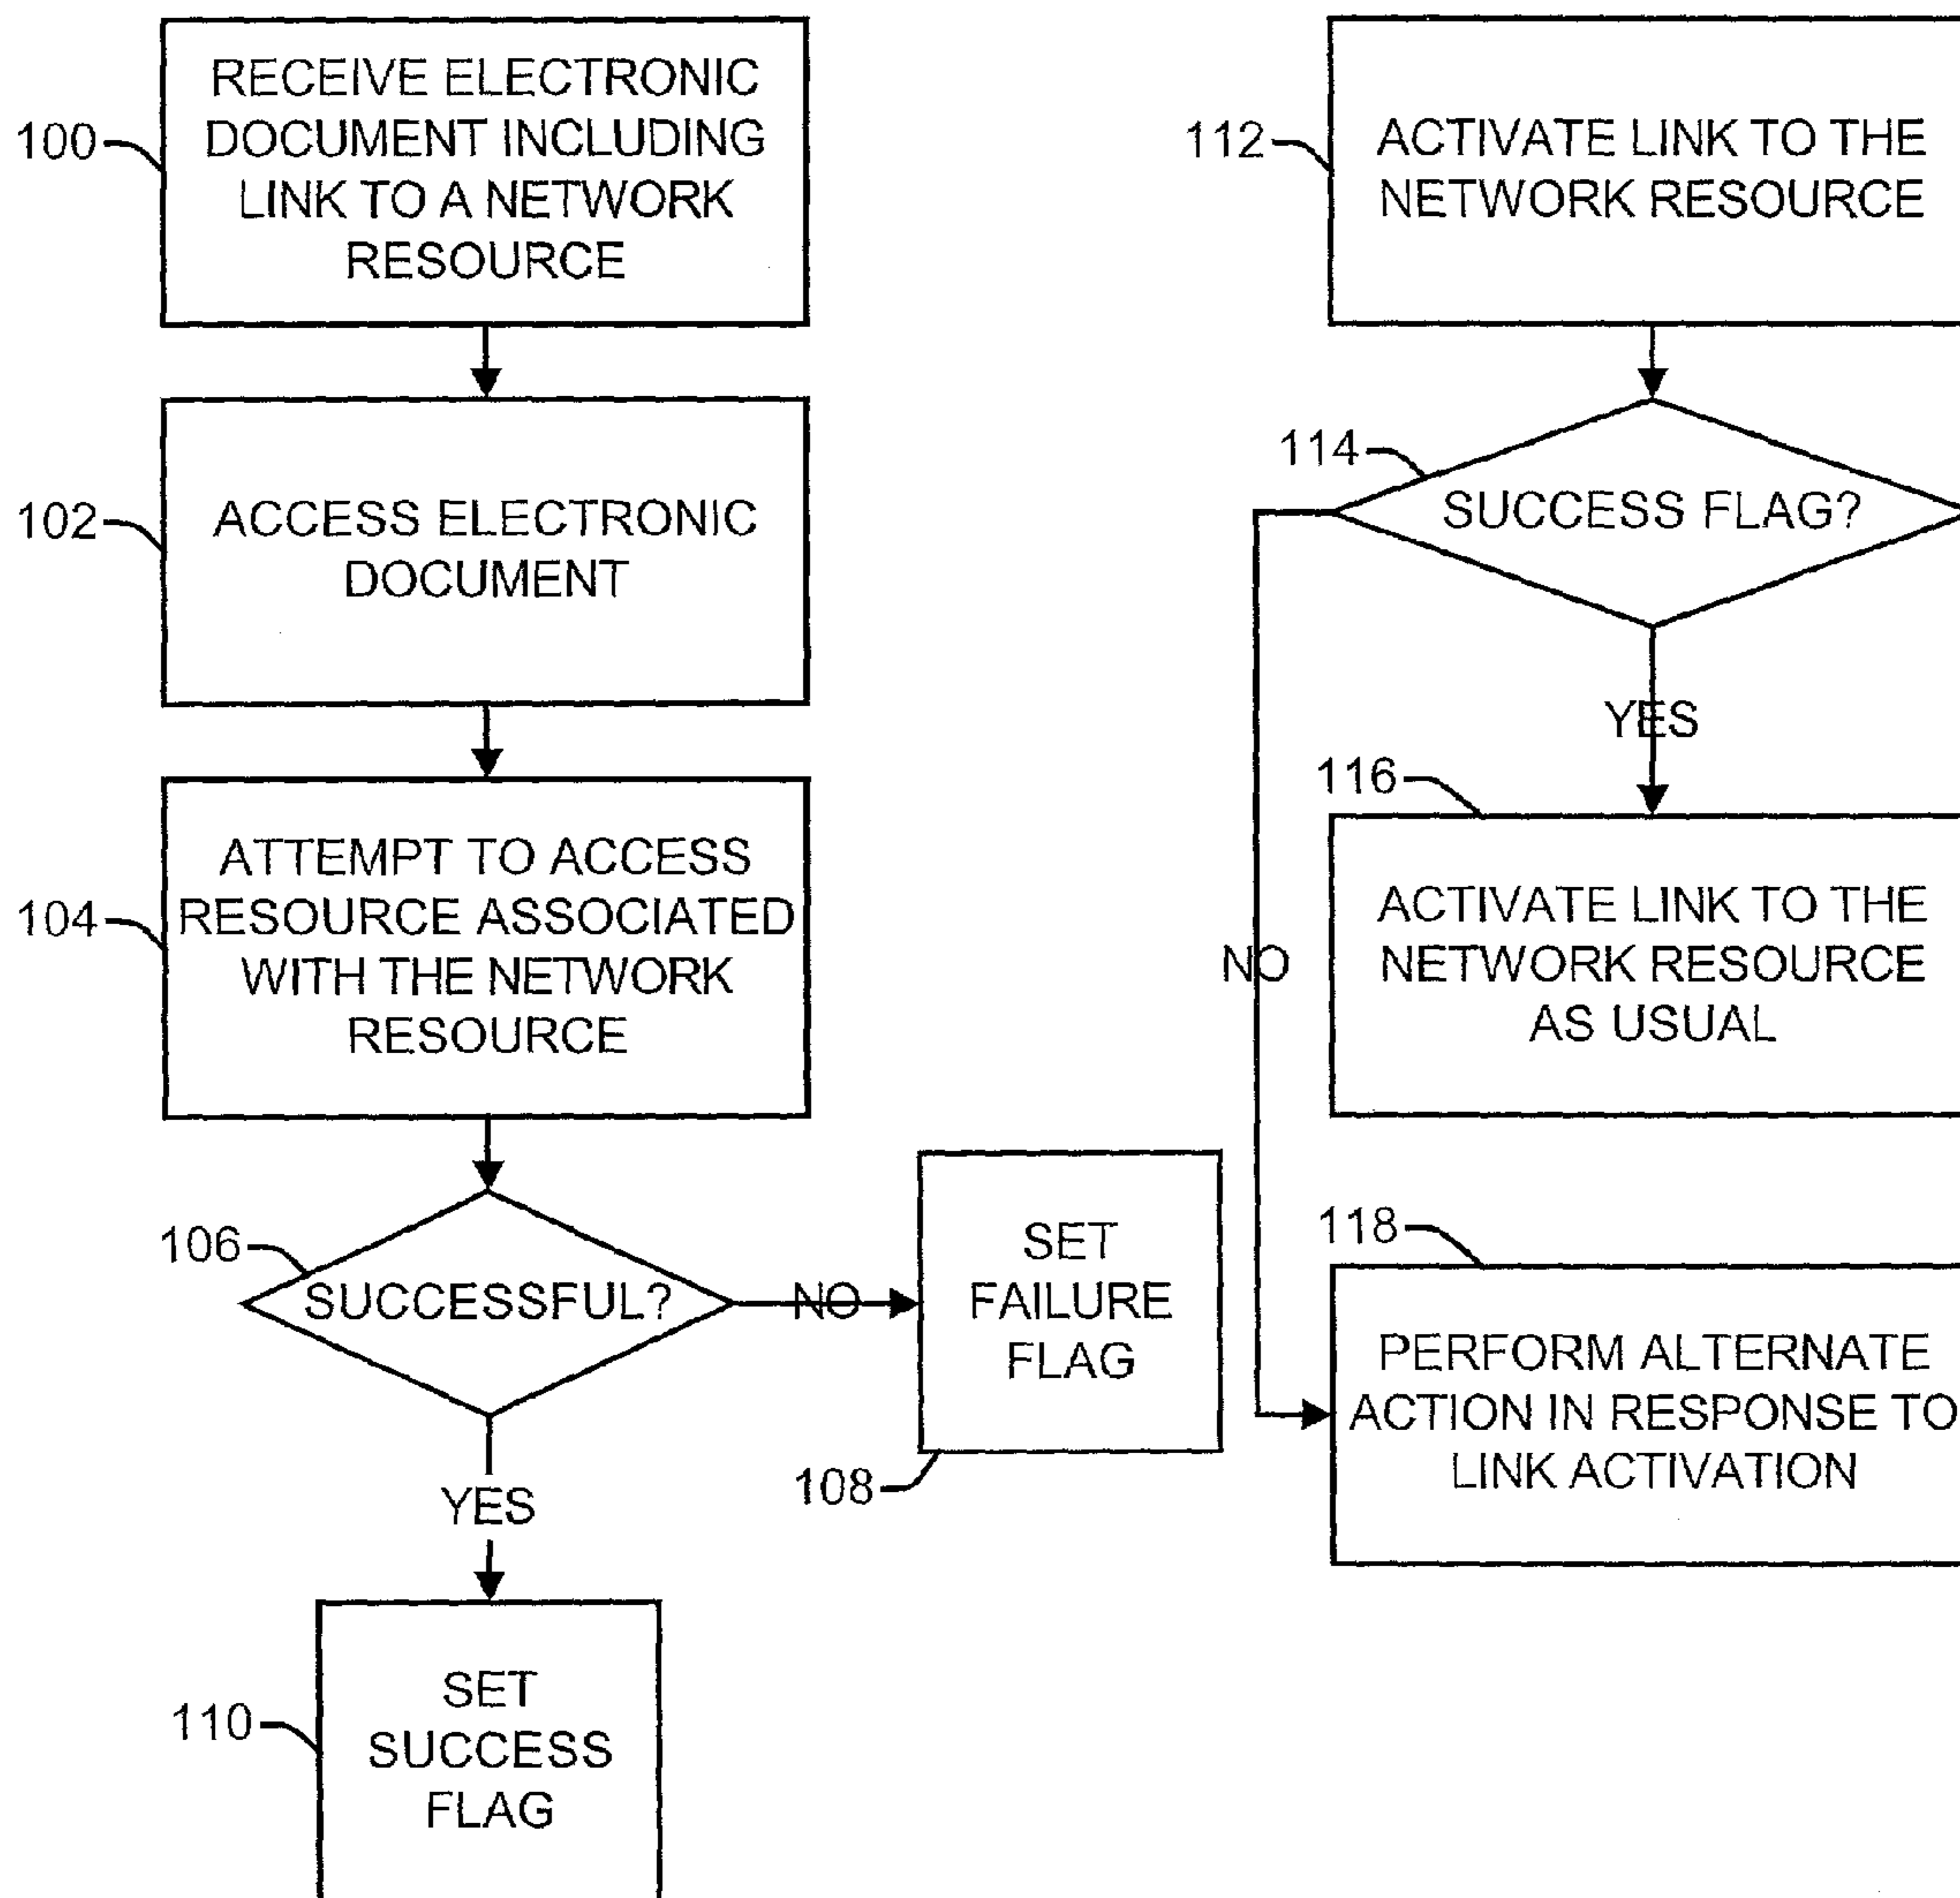 100
RECEIVE ELECTRONIC
DOCUMENT INCLUDING
LINK TO A NETWORK
RESOURCE
102
ACCESS ELECTRONIC
DOCUMENT
104
ATTEMPT TO ACCESS
RESOURCE ASSOCIATED
WITH THE NETWORK
RESOURCE
106
SUCCESSFUL?
NO
SET
FAILURE
FLAG
108
YES
110
SET
SUCCESS
FLAG
112
ACTIVATE LINK TO THE
NETWORK RESOURCE
114
SUCCESS FLAG?
YES
116
ACTIVATE LINK TO THE
NETWORK RESOURCE
AS USUAL
NO
118
PERFORM ALTERNATE
ACTION IN RESPONSE TO
LINK ACTIVATION